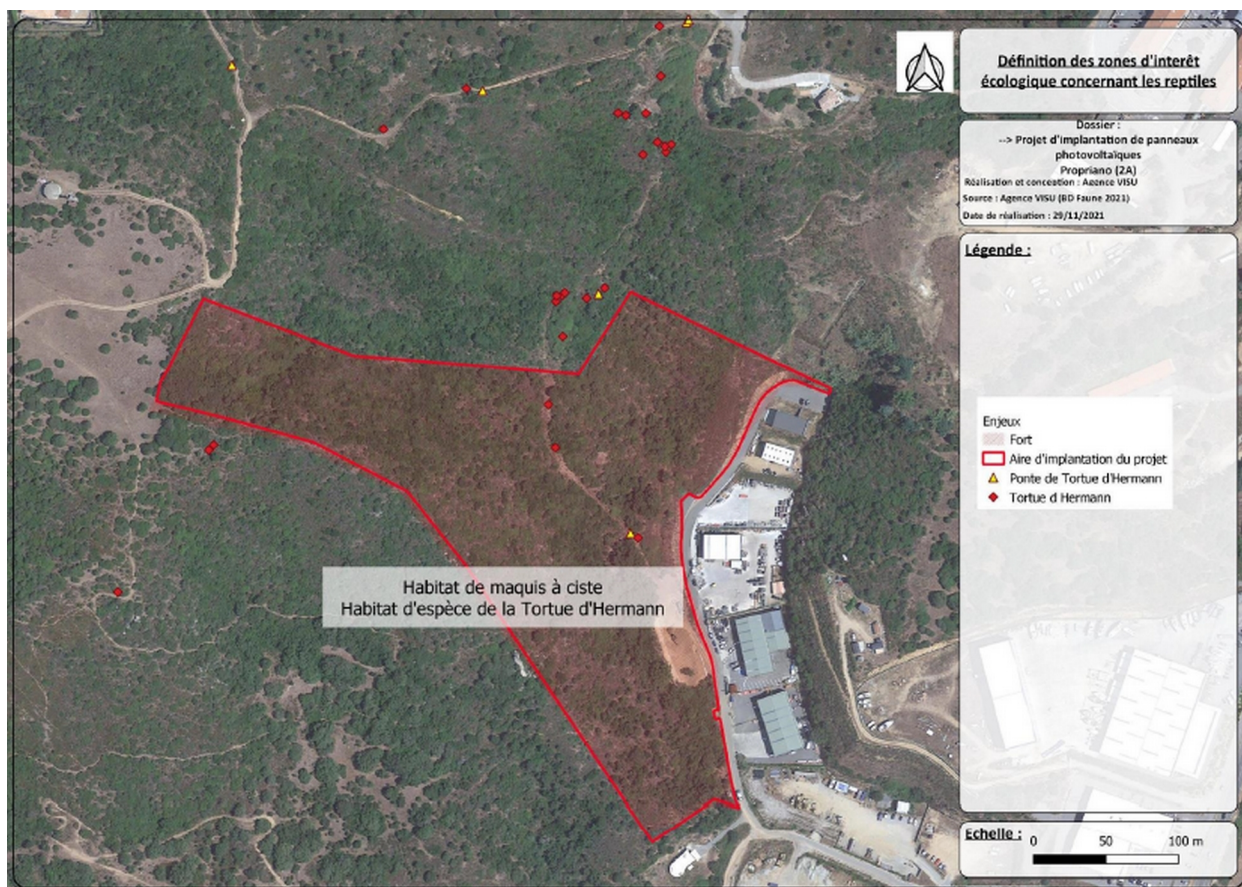 Définition des zones d'interêt
écologique concernant les reptiles
Dossier :
--> Projet d'implantation de panneaux
photovoltaïques
Propriano (2A)
Réalisation et conception : Agence VISU
Source : Agence VISU (BD Faune 2021)
Date de réalisation : 29/11/2021
Légende :
Enjeux
Fort
Aire d'implantation du projet
Ponte de Tortue d'Hermann
Tortue d Hermann
Habitat de maquis à ciste
Habitat d'espèce de la Tortue d'Hermann
Echelle :
0 50 100 m